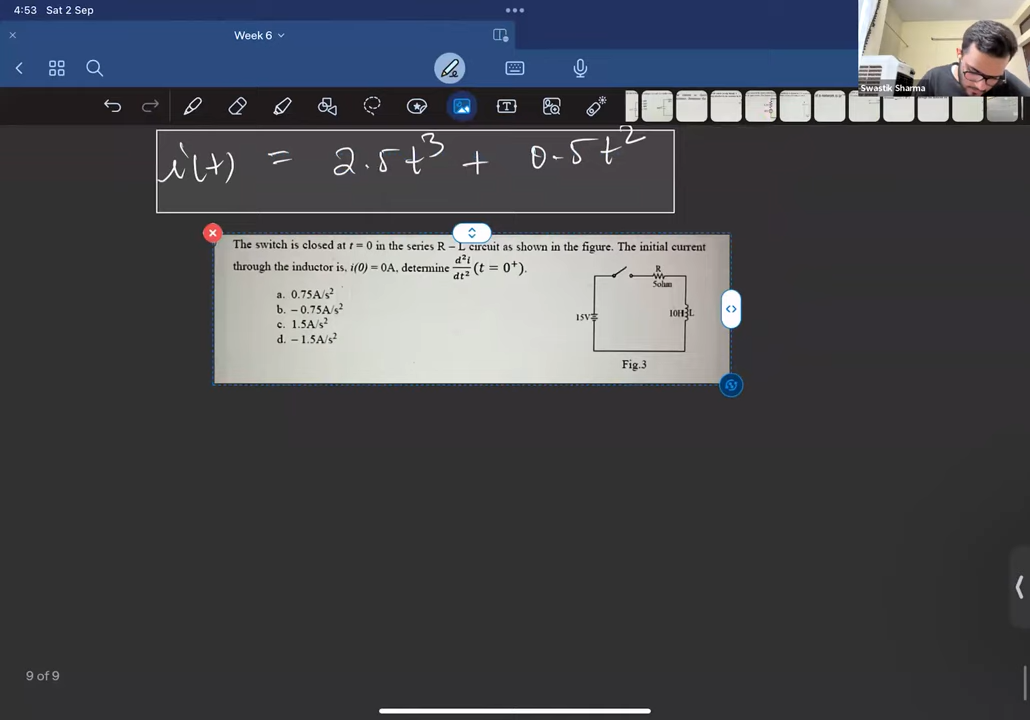 4:53 Sat 2 Sep
Week 6
Swastik Sharma
i(t) = 2.5t³ + 0.5t²
The switch is closed at t = 0 in the series R – L circuit as shown in the figure. The initial current
through the inductor is, i(0) = 0A, determine d²i/dt² (t = 0⁺).
a. 0.75A/s²
b. – 0.75A/s²
c. 1.5A/s²
d. – 1.5A/s²
R
5ohm
15V
10H L
Fig.3
9 of 9